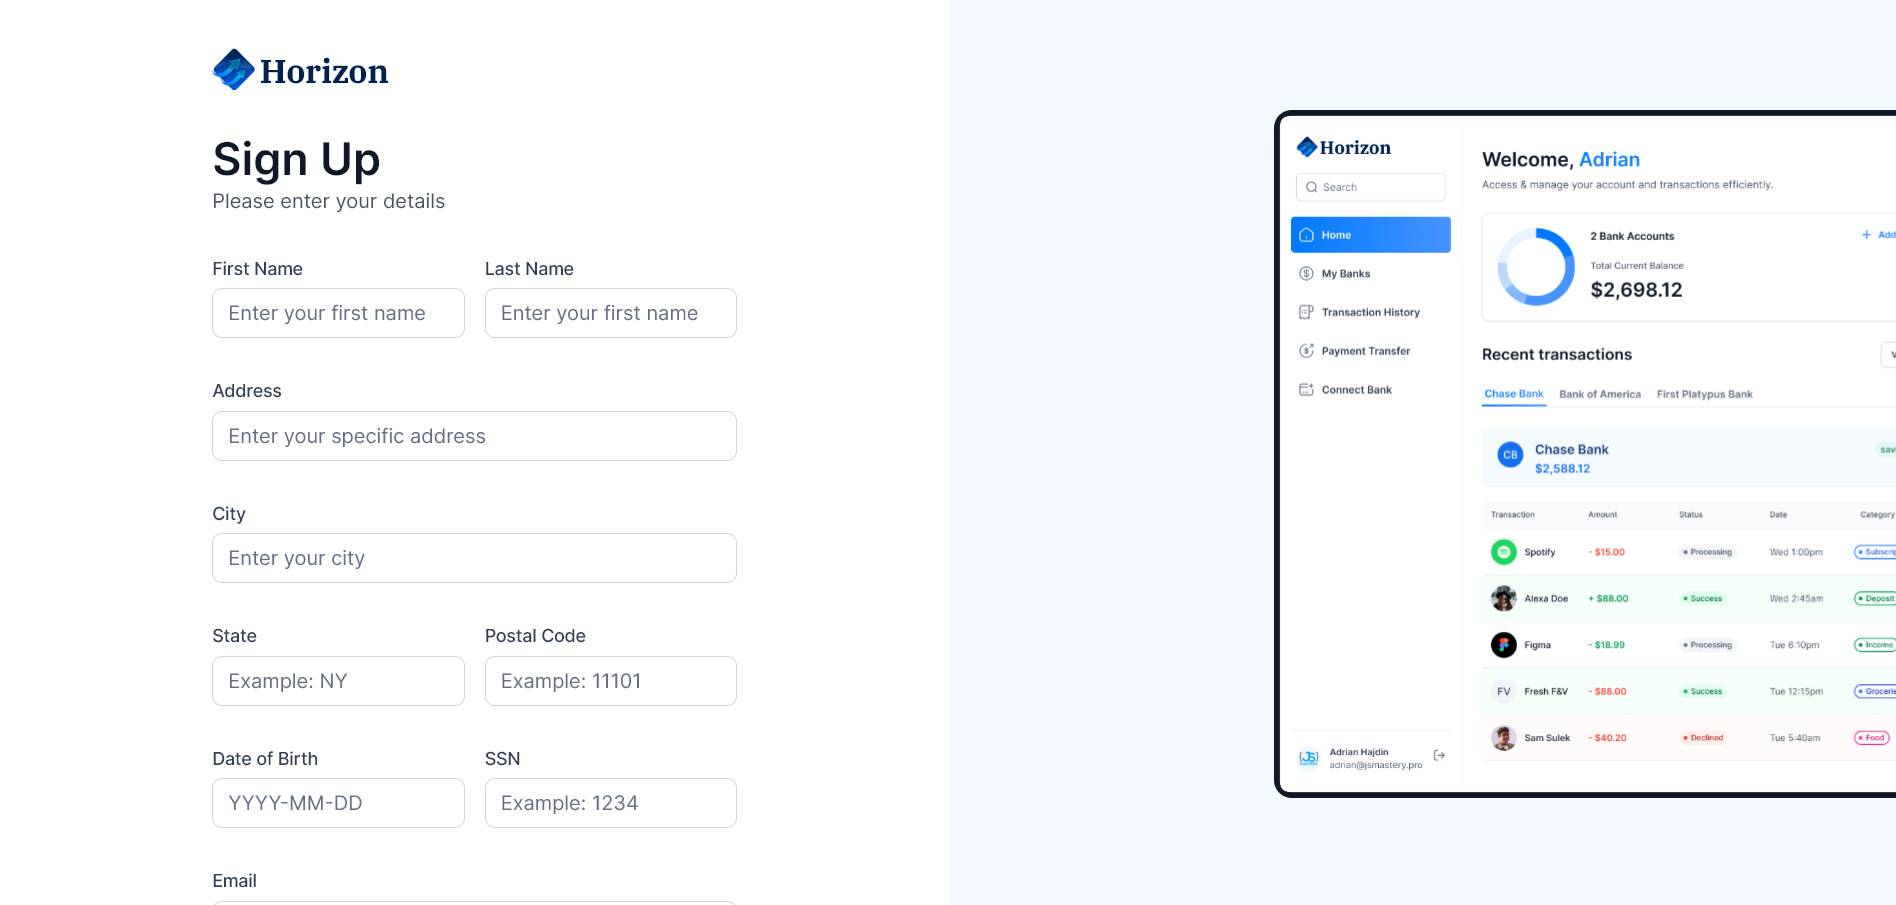 Horizon
Sign Up
Please enter your details
First Name
Last Name
Enter your first name
Enter your first name
Address
Enter your specific address
City
Enter your city
State
Postal Code
Example: NY
Example: 11101
Date of Birth
SSN
YYYY-MM-DD
Example: 1234
Email
Horizon
Search
Home
My Banks
Transaction History
Payment Transfer
Connect Bank
JS
Adrian Hajdin
adrian@jsmastery.pro
Welcome, Adrian
Access & manage your account and transactions efficiently.
2 Bank Accounts
+ Add
Total Current Balance
$2,698.12
Recent transactions
Chase Bank Bank of America First Platypus Bank
CB
Chase Bank
$2,588.12
Transaction Amount Status Date Category
Spotify - $15.00 Processing Wed 1:00pm
Alexa Doe + $88.00 Success Wed 2:45am Deposit
Figma - $18.99 Processing Tue 6:10pm Income
FV Fresh F&V - $88.00 Success Tue 12:15pm
Sam Sulek - $40.20 Declined Tue 5:40am Food